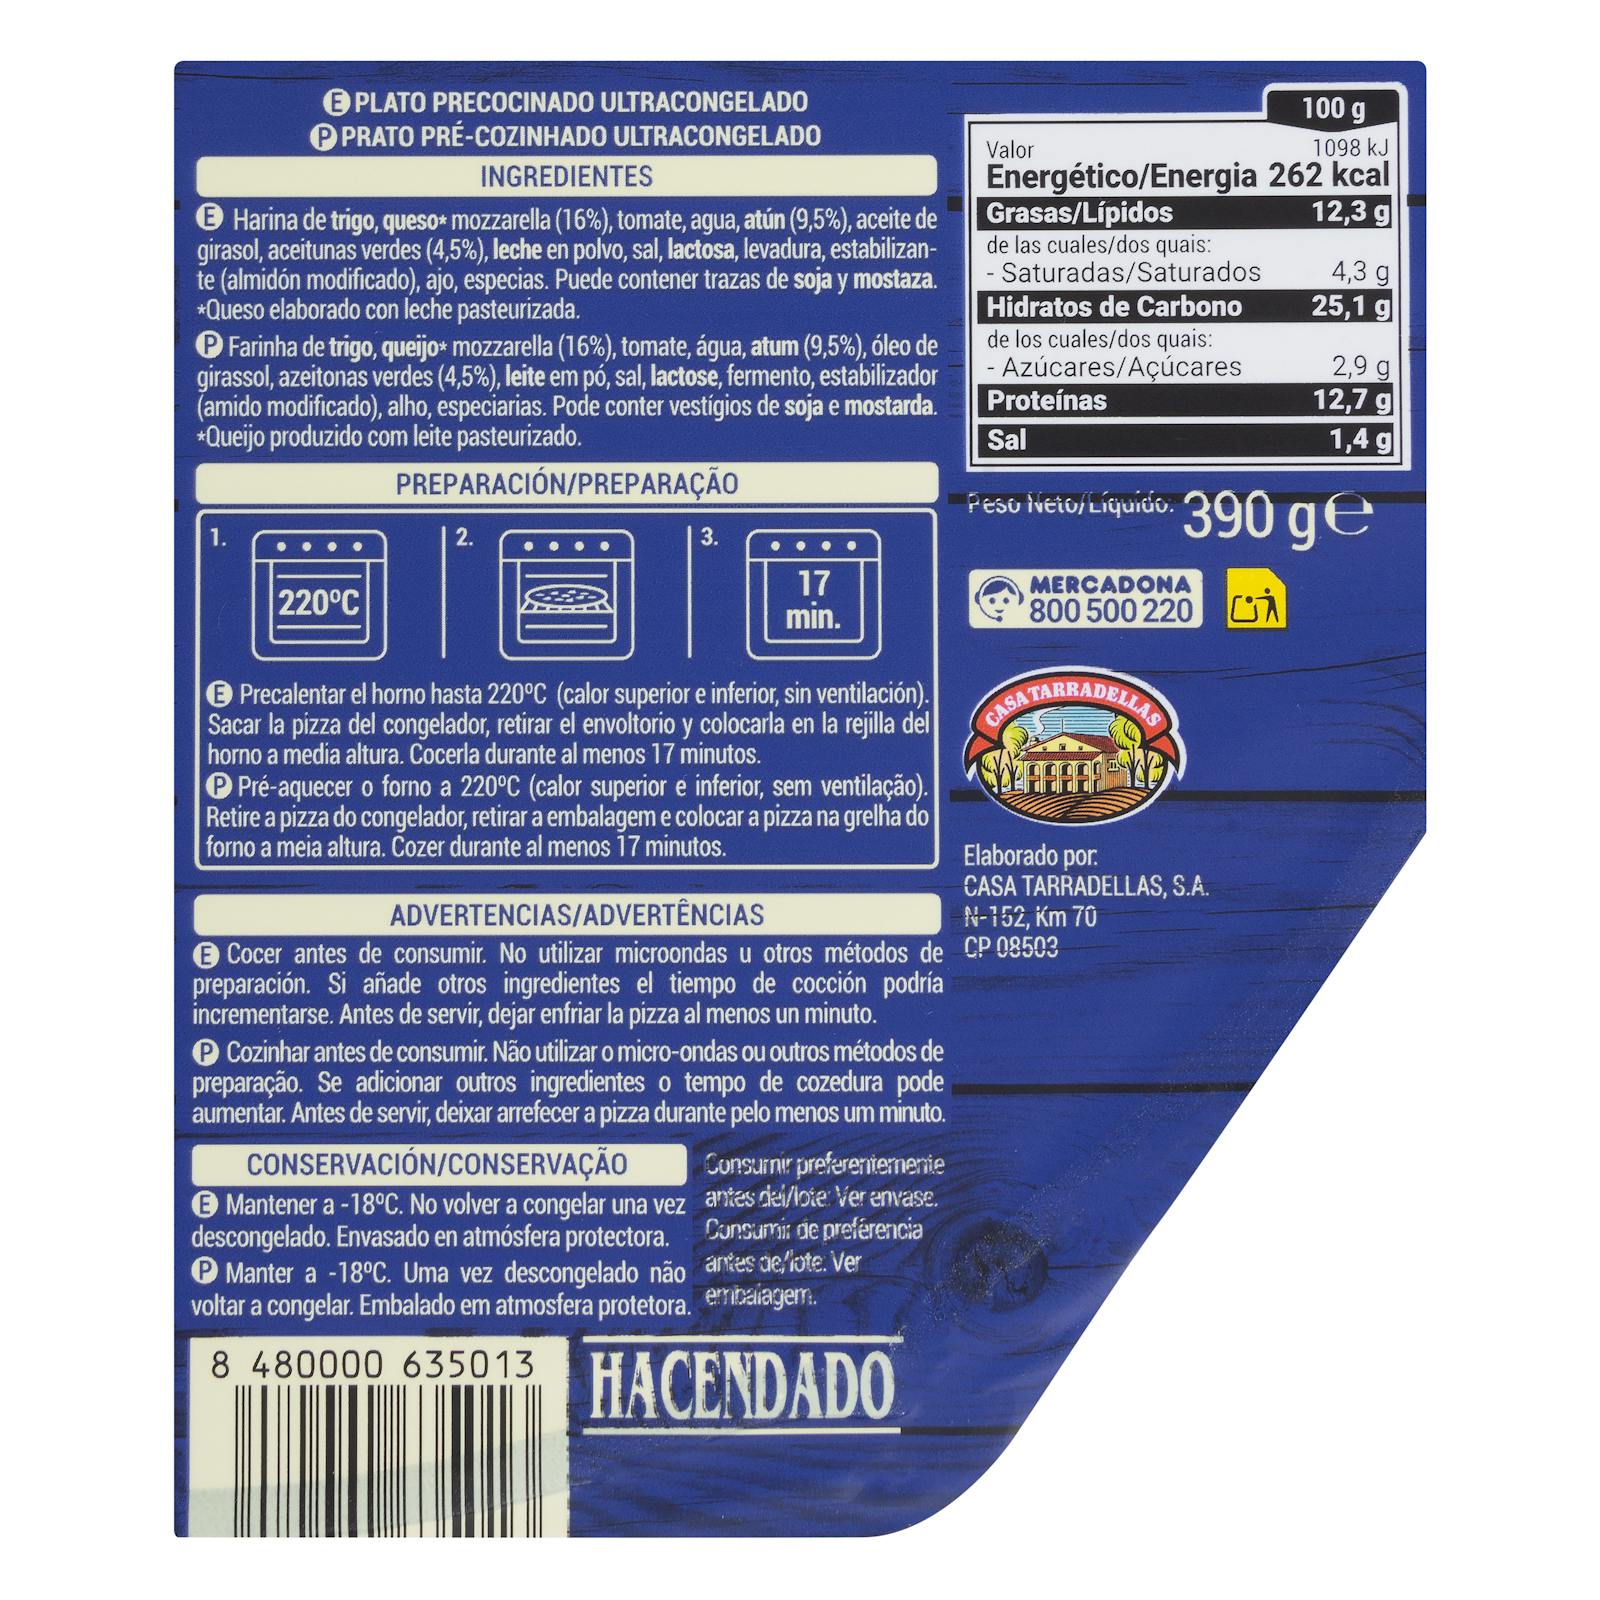 E PLATO PRECOCINADO ULTRACONGELADO
P PRATO PRÉ-COZINHADO ULTRACONGELADO
INGREDIENTES
E Harina de trigo, queso* mozzarella (16%), tomate, agua, atún (9,5%), aceite de
girasol, aceitunas verdes (4,5%), leche en polvo, sal, lactosa, levadura, estabilizan-
te (almidón modificado), ajo, especias. Puede contener trazas de soja y mostaza.
*Queso elaborado con leche pasteurizada.
P Farinha de trigo, queijo* mozzarella (16%), tomate, água, atum (9,5%), óleo de
girassol, azeitonas verdes (4,5%), leite em pó, sal, lactose, fermento, estabilizador
(amido modificado), alho, especiarias. Pode conter vestígios de soja e mostarda.
*Queijo produzido com leite pasteurizado.
PREPARACIÓN/PREPARAÇÃO
1.
220ºC
2.
3.
17
min.
E Precalentar el horno hasta 220ºC (calor superior e inferior, sin ventilación).
Sacar la pizza del congelador, retirar el envoltorio y colocarla en la rejilla del
horno a media altura. Cocerla durante al menos 17 minutos.
P Pré-aquecer o forno a 220ºC (calor superior e inferior, sem ventilação).
Retire a pizza do congelador, retirar a embalagem e colocar a pizza na grelha do
forno a meia altura. Cozer durante al menos 17 minutos.
ADVERTENCIAS/ADVERTÊNCIAS
E Cocer antes de consumir. No utilizar microondas u otros métodos de
preparación. Si añade otros ingredientes el tiempo de cocción podría
incrementarse. Antes de servir, dejar enfriar la pizza al menos un minuto.
P Cozinhar antes de consumir. Não utilizar o micro-ondas ou outros métodos de
preparação. Se adicionar outros ingredientes o tempo de cozedura pode
aumentar. Antes de servir, deixar arrefecer a pizza durante pelo menos um minuto.
CONSERVACIÓN/CONSERVAÇÃO
E Mantener a -18ºC. No volver a congelar una vez
descongelado. Envasado en atmósfera protectora.
P Manter a -18ºC. Uma vez descongelado não
voltar a congelar. Embalado em atmosfera protetora.
Consumir preferentemente
antes del/lote: Ver envase.
Consumir de preferência
antes de/lote: Ver
embalagem.
8 480000 635013
HACENDADO
100 g
Valor 1098 kJ
Energético/Energia 262 kcal
Grasas/Lípidos 12,3 g
de las cuales/dos quais:
- Saturadas/Saturados 4,3 g
Hidratos de Carbono 25,1 g
de los cuales/dos quais:
- Azúcares/Açúcares 2,9 g
Proteínas 12,7 g
Sal 1,4 g
Peso Neto/Líquido: 390 g e
MERCADONA
800 500 220
CASA TARRADELLAS
Elaborado por:
CASA TARRADELLAS, S.A.
N-152, Km 70
CP 08503